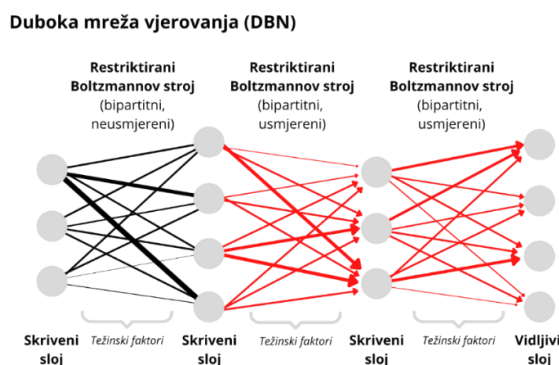 Duboka mreža vjerovanja (DBN)
Restriktirani
Boltzmannov stroj
(bipartitni,
neusmjereni)
Restriktirani
Boltzmannov stroj
(bipartitni,
usmjereni)
Restriktirani
Boltzmannov stroj
(bipartitni,
usmjereni)
Skriveni
sloj
Težinski faktori
Skriveni
sloj
Težinski faktori
Skriveni
sloj
Težinski faktori
Vidljivi
sloj